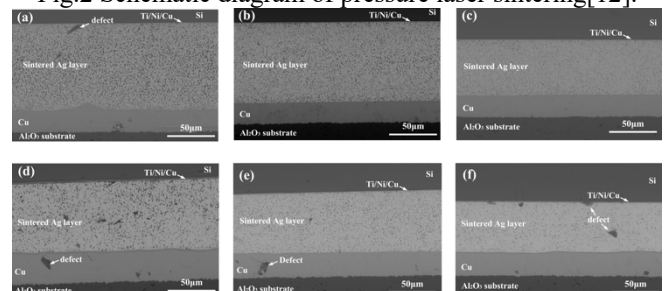 Fig.2 Schematic diagram of pressure laser sintering[12].
(a)
defect
Ti/Ni/Cu
Si
Sintered Ag layer
Cu
50μm
Al₂O₃ substrate
(b)
Ti/Ni/Cu
Si
Sintered Ag layer
Cu
50μm
Al₂O₃ substrate
(c)
Si
Ti/Ni/Cu
Sintered Ag layer
Cu
50μm
Al₂O₃ substrate
(d)
Si
Ti/Ni/Cu
Sintered Ag layer
defect
Cu
50μm
Al₂O₃ substrate
(e)
Si
Ti/Ni/Cu
Sintered Ag layer
Defect
Cu
50μm
Al₂O₃ substrate
(f)
Si
Ti/Ni/Cu
Sintered Ag layer
defect
Cu
50μm
Al₂O₃ substrate